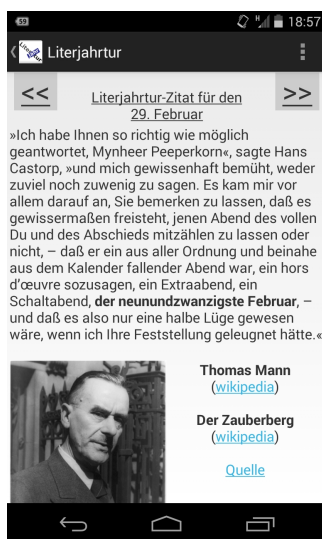 59
18:57
Literjahrtur
<<
Literjahrtur-Zitat für den
29. Februar
>>
»Ich habe Ihnen so richtig wie möglich
geantwortet, Mynheer Peeperkorn«, sagte Hans
Castorp, »und mich gewissenhaft bemüht, weder
zuviel noch zuwenig zu sagen. Es kam mir vor
allem darauf an, Sie bemerken zu lassen, daß es
gewissermaßen freisteht, jenen Abend des vollen
Du und des Abschieds mitzählen zu lassen oder
nicht, – daß er ein aus aller Ordnung und beinahe
aus dem Kalender fallender Abend war, ein hors
d’œuvre sozusagen, ein Extraabend, ein
Schaltabend, der neunundzwanzigste Februar, –
und daß es also nur eine halbe Lüge gewesen
wäre, wenn ich Ihre Feststellung geleugnet hätte.«
Thomas Mann
(wikipedia)
Der Zauberberg
(wikipedia)
Quelle